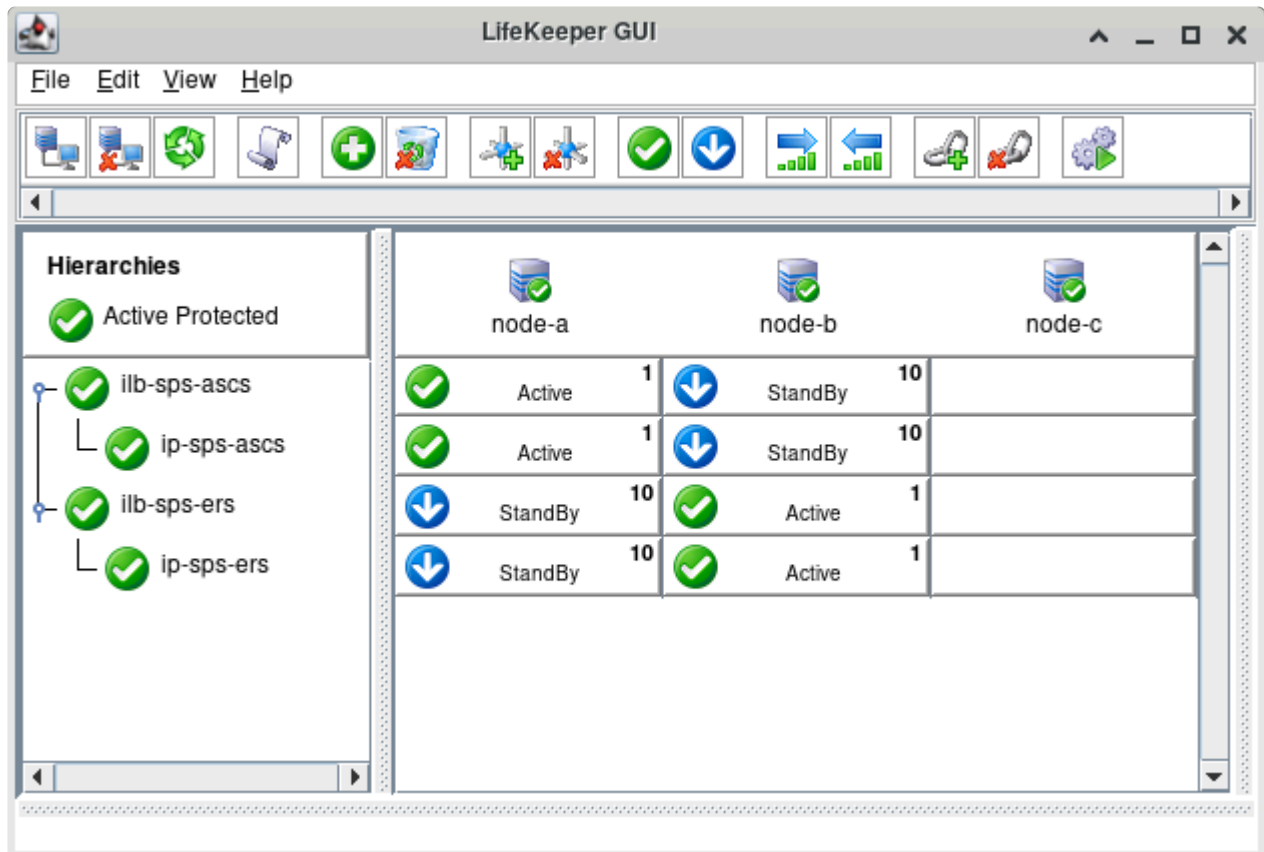 LifeKeeper GUI
File Edit View Help
Hierarchies
Active Protected
node-a node-b node-c
ilb-sps-ascs Active 1 StandBy 10
ip-sps-ascs Active 1 StandBy 10
ilb-sps-ers StandBy 10 Active 1
ip-sps-ers StandBy 10 Active 1